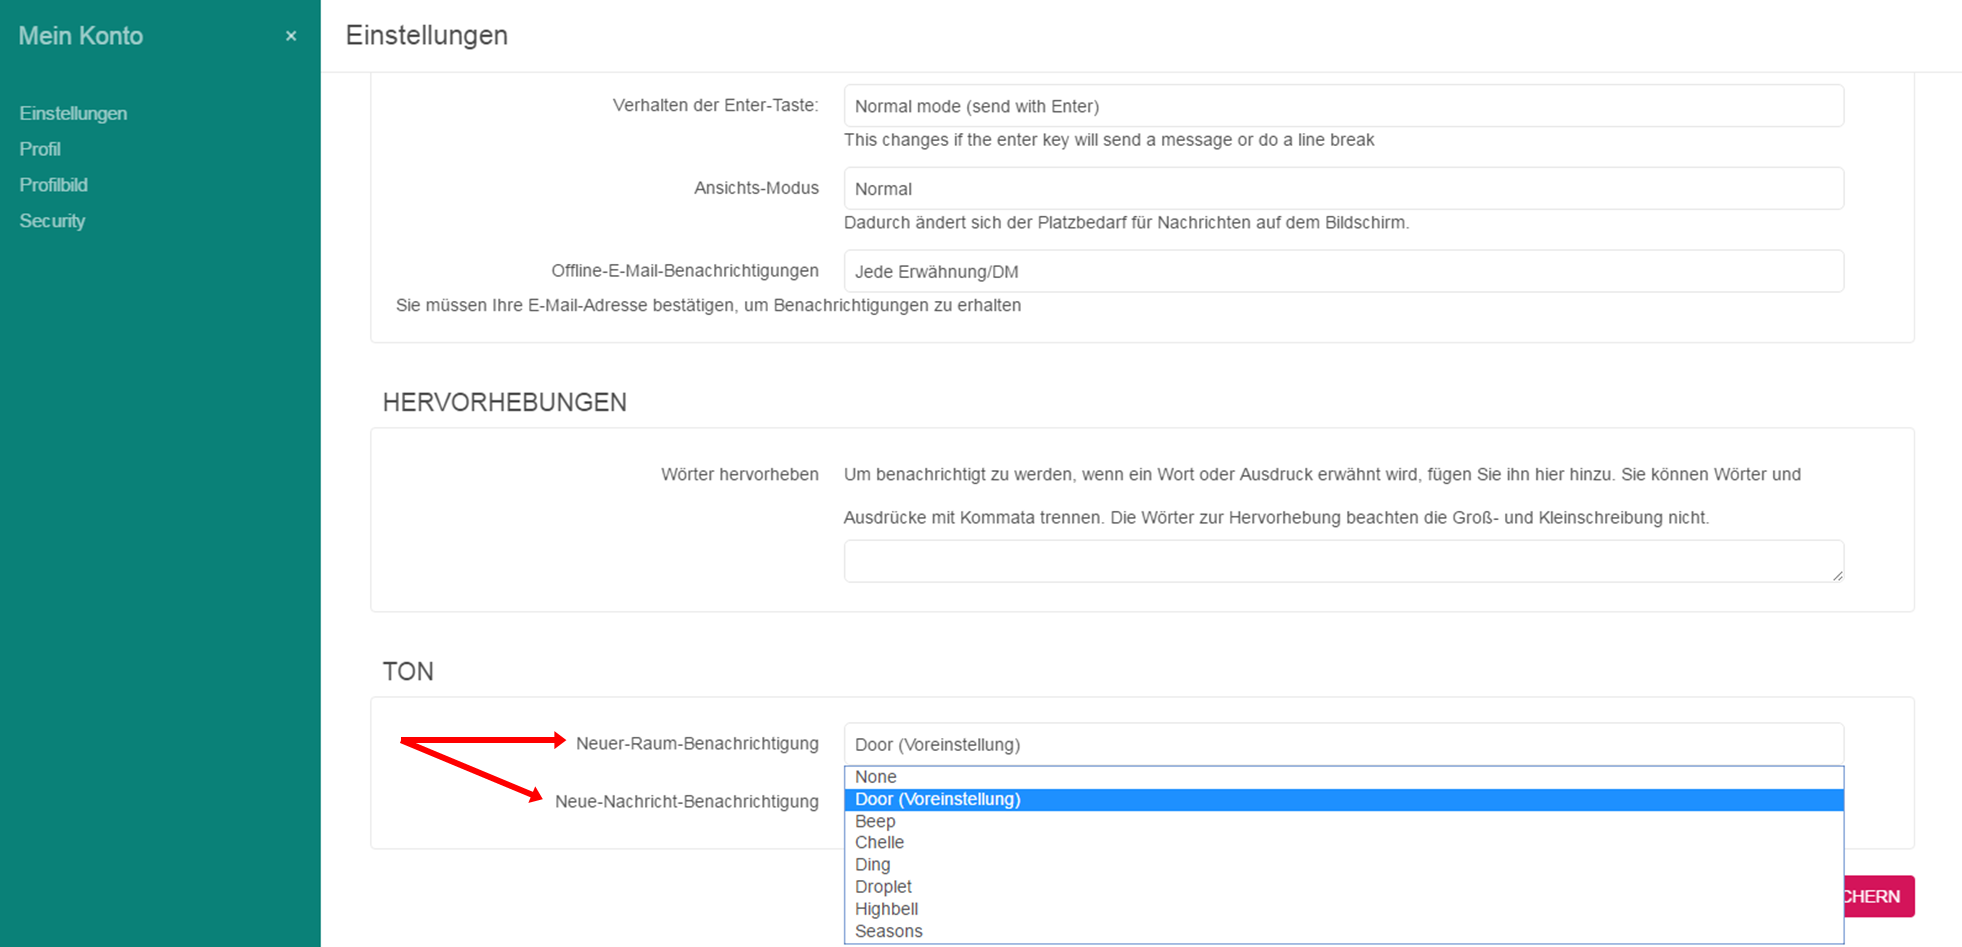 Mein Konto ×
Einstellungen
Einstellungen
Profil
Profilbild
Security
Verhalten der Enter-Taste: Normal mode (send with Enter)
This changes if the enter key will send a message or do a line break
Ansichts-Modus Normal
Dadurch ändert sich der Platzbedarf für Nachrichten auf dem Bildschirm.
Offline-E-Mail-Benachrichtigungen Jede Erwähnung/DM
Sie müssen Ihre E-Mail-Adresse bestätigen, um Benachrichtigungen zu erhalten
HERVORHEBUNGEN
Wörter hervorheben Um benachrichtigt zu werden, wenn ein Wort oder Ausdruck erwähnt wird, fügen Sie ihn hier hinzu. Sie können Wörter und
Ausdrücke mit Kommata trennen. Die Wörter zur Hervorhebung beachten die Groß- und Kleinschreibung nicht.
TON
Neuer-Raum-Benachrichtigung Door (Voreinstellung)
Neue-Nachricht-Benachrichtigung
None
Door (Voreinstellung)
Beep
Chelle
Ding
Droplet
Highbell
Seasons
CHERN